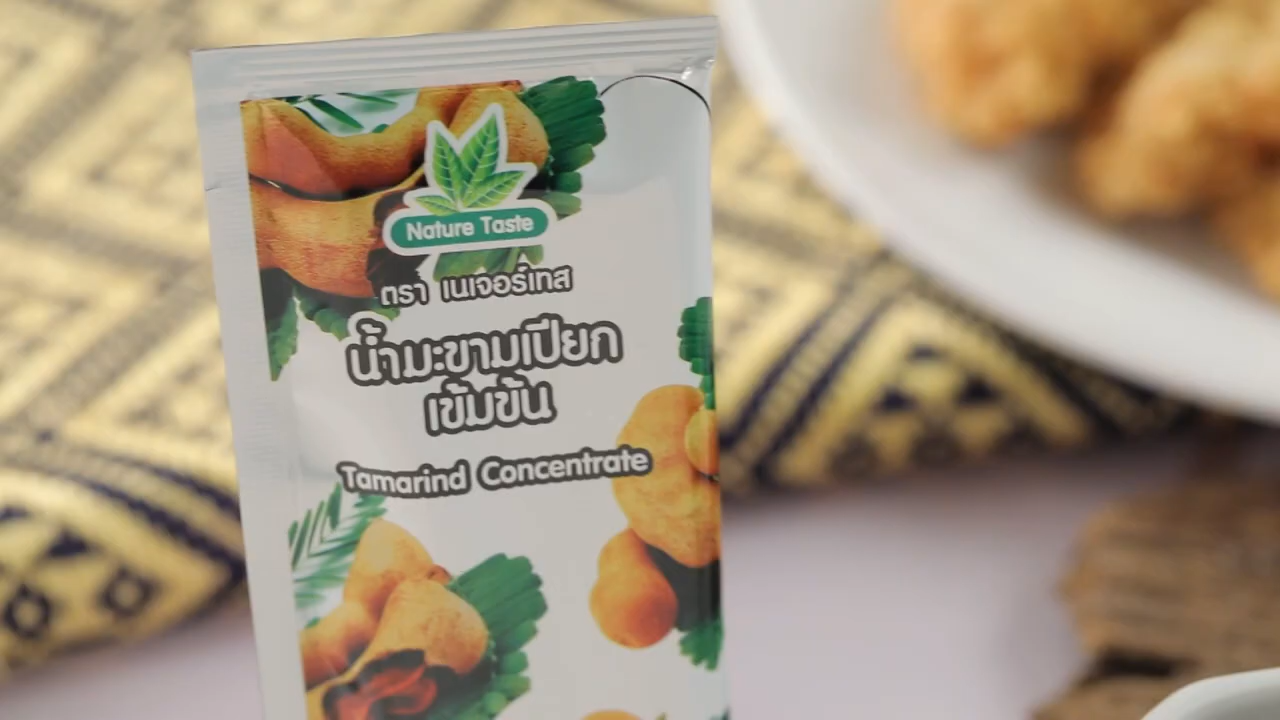 Nature Taste
ตรา เนเจอร์เทส
น้ำมะขามเปียก
เข้มข้น
Tamarind Concentrate